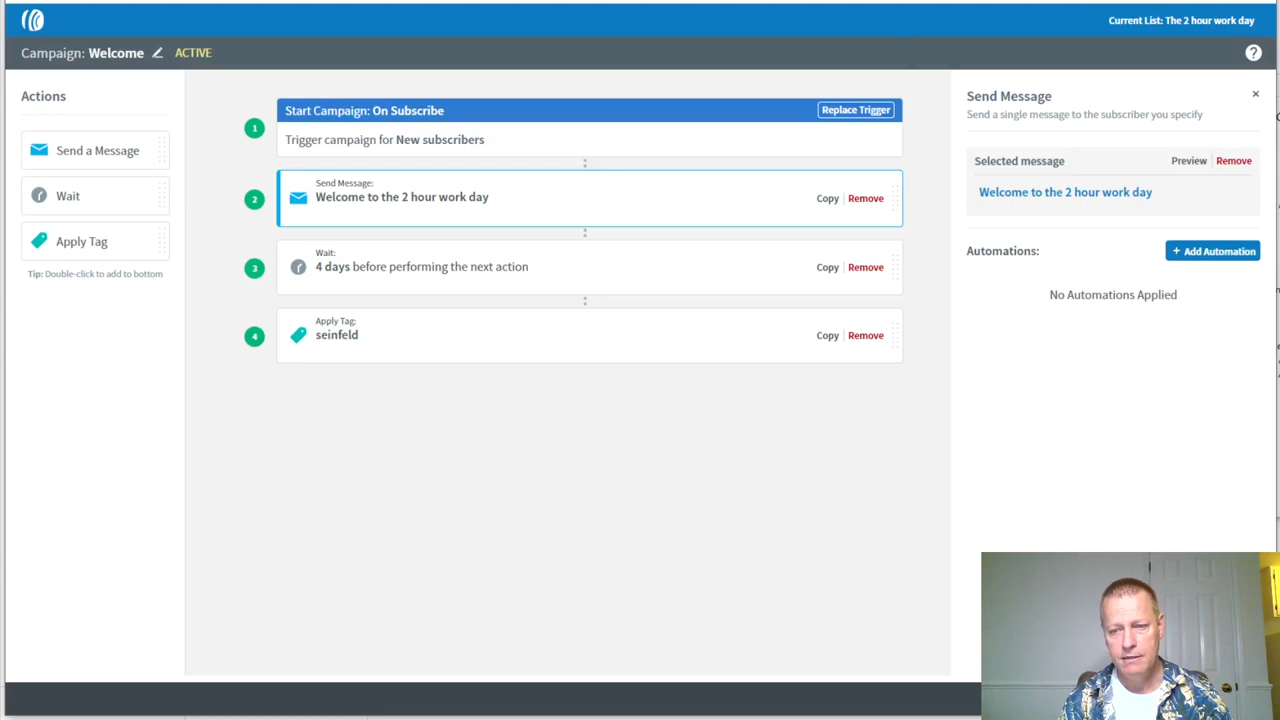 Current List: The 2 hour work day
Campaign: Welcome ACTIVE
?
Actions
Send a Message
Wait
Apply Tag
Tip: Double-click to add to bottom
1
Start Campaign: On Subscribe Replace Trigger
Trigger campaign for New subscribers
2
Send Message:
Welcome to the 2 hour work day
Copy Remove
3
Wait:
4 days before performing the next action
Copy Remove
4
Apply Tag:
seinfeld
Copy Remove
Send Message ×
Send a single message to the subscriber you specify
Selected message Preview Remove
Welcome to the 2 hour work day
Automations: + Add Automation
No Automations Applied